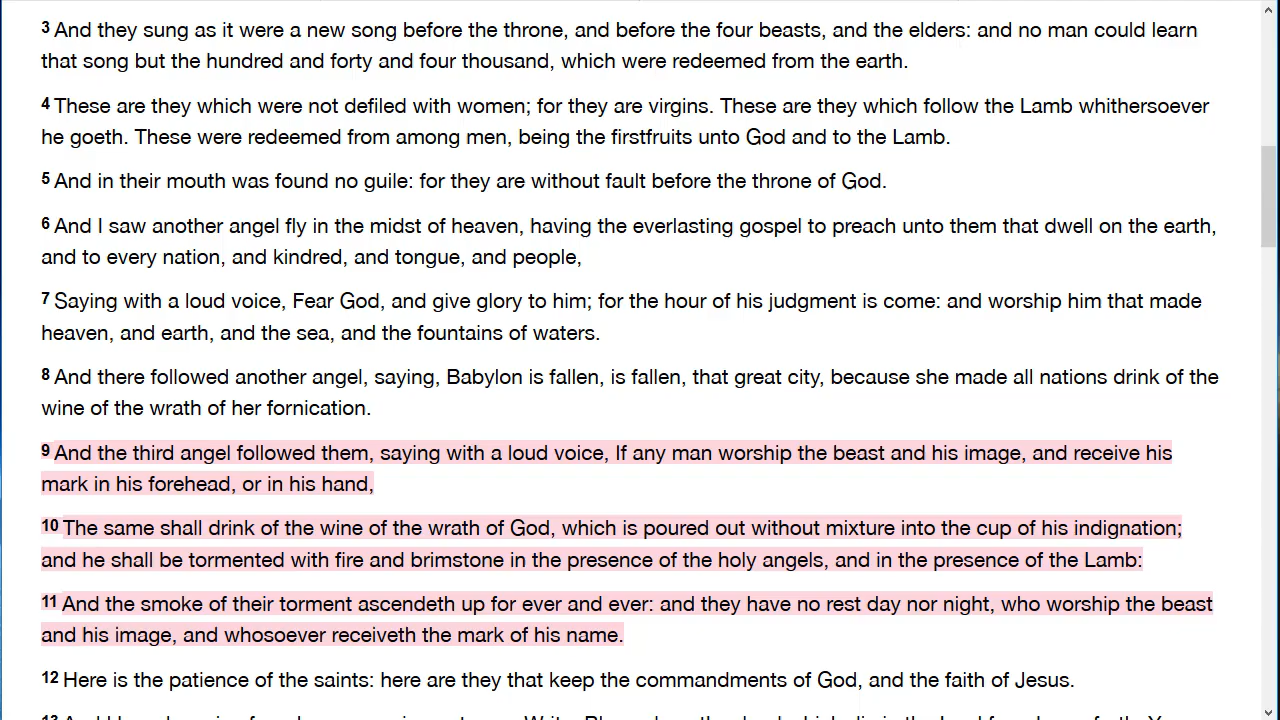 3 And they sung as it were a new song before the throne, and before the four beasts, and the elders: and no man could learn
that song but the hundred and forty and four thousand, which were redeemed from the earth.
4 These are they which were not defiled with women; for they are virgins. These are they which follow the Lamb whithersoever
he goeth. These were redeemed from among men, being the firstfruits unto God and to the Lamb.
5 And in their mouth was found no guile: for they are without fault before the throne of God.
6 And I saw another angel fly in the midst of heaven, having the everlasting gospel to preach unto them that dwell on the earth,
and to every nation, and kindred, and tongue, and people,
7 Saying with a loud voice, Fear God, and give glory to him; for the hour of his judgment is come: and worship him that made
heaven, and earth, and the sea, and the fountains of waters.
8 And there followed another angel, saying, Babylon is fallen, is fallen, that great city, because she made all nations drink of the
wine of the wrath of her fornication.
9 And the third angel followed them, saying with a loud voice, If any man worship the beast and his image, and receive his
mark in his forehead, or in his hand,
10 The same shall drink of the wine of the wrath of God, which is poured out without mixture into the cup of his indignation;
and he shall be tormented with fire and brimstone in the presence of the holy angels, and in the presence of the Lamb:
11 And the smoke of their torment ascendeth up for ever and ever: and they have no rest day nor night, who worship the beast
and his image, and whosoever receiveth the mark of his name.
12 Here is the patience of the saints: here are they that keep the commandments of God, and the faith of Jesus.